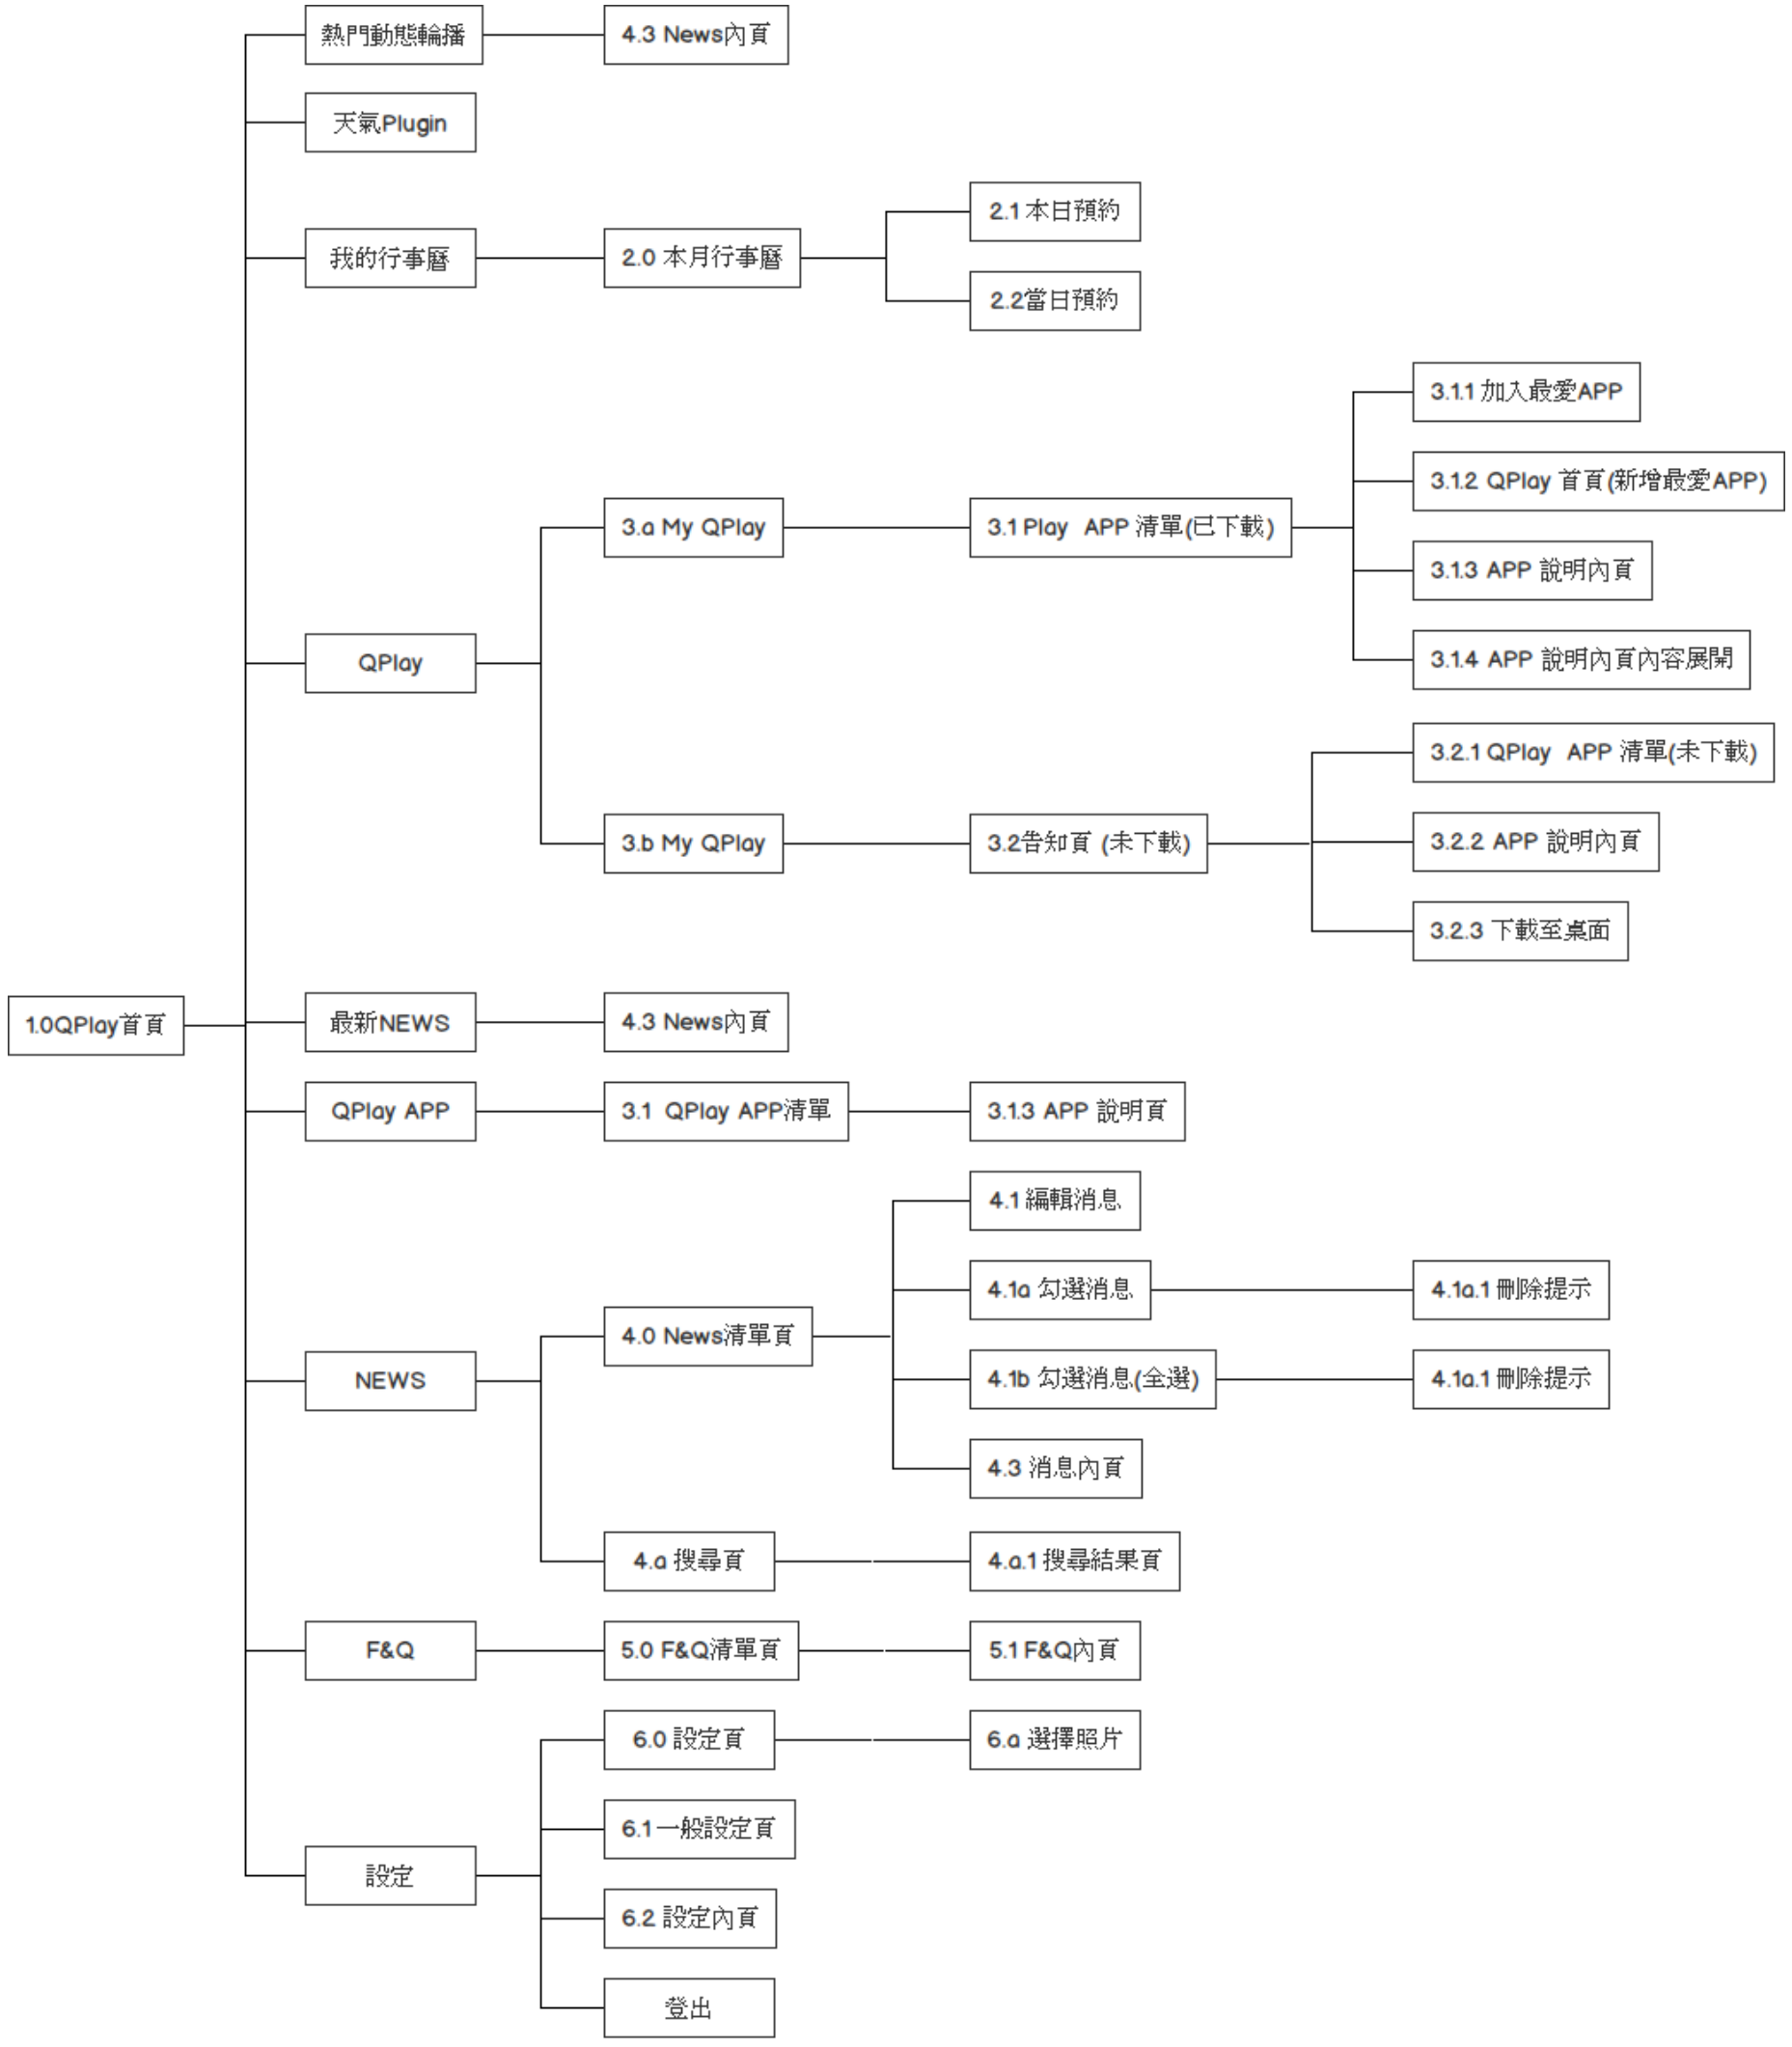 熱門動態輪播
4.3 News內頁
天氣Plugin
我的行事曆
2.0 本月行事曆
2.1 本日預約
2.2當日預約
QPlay
3.a My QPlay
3.1 Play  APP 清單(已下載)
3.1.1 加入最愛APP
3.1.2 QPlay 首頁(新增最愛APP)
3.1.3 APP 說明內頁
3.1.4 APP 說明內頁內容展開
3.b My QPlay
3.2告知頁 (未下載)
3.2.1 QPlay  APP 清單(未下載)
3.2.2 APP 說明內頁
3.2.3 下載至桌面
1.0QPlay首頁
最新NEWS
4.3 News內頁
QPlay APP
3.1  QPlay APP清單
3.1.3 APP 說明頁
NEWS
4.0 News清單頁
4.1 編輯消息
4.1a 勾選消息
4.1a.1 刪除提示
4.1b 勾選消息(全選)
4.1a.1 刪除提示
4.3 消息內頁
4.a 搜尋頁
4.a.1 搜尋結果頁
F&Q
5.0 F&Q清單頁
5.1 F&Q內頁
設定
6.0 設定頁
6.a 選擇照片
6.1 一般設定頁
6.2 設定內頁
登出